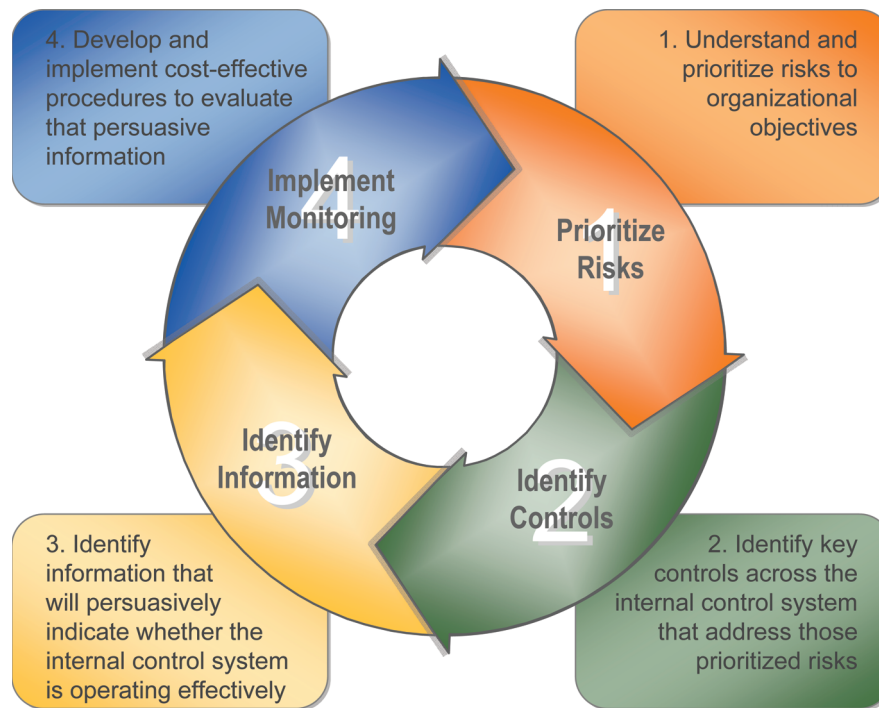 4. Develop and
implement cost-effective
procedures to evaluate
that persuasive
information
1. Understand and
prioritize risks to
organizational
objectives
4
Implement
Monitoring
1
Prioritize
Risks
3
Identify
Information
2
Identify
Controls
3. Identify
information that
will persuasively
indicate whether the
internal control system
is operating effectively
2. Identify key
controls across the
internal control system
that address those
prioritized risks